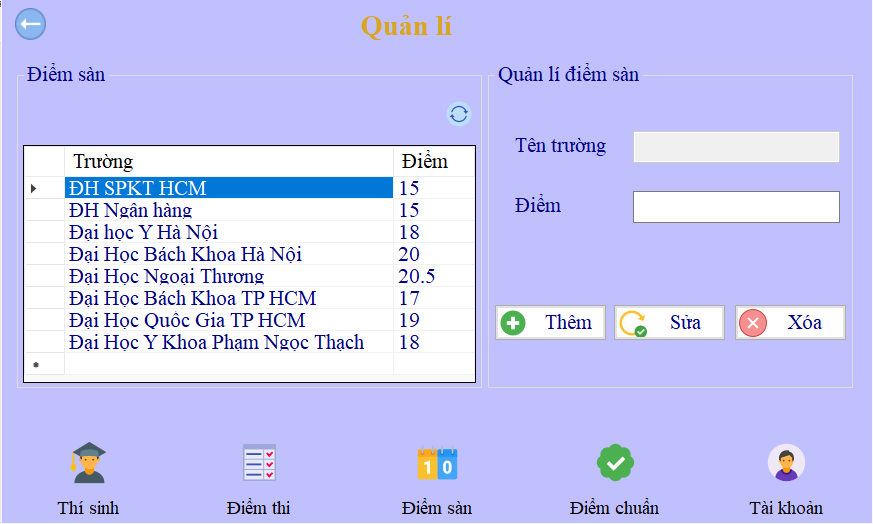 Quản lí
Điểm sàn
Trường Điểm
ĐH SPKT HCM 15
ĐH Ngân hàng 15
Đại học Y Hà Nội 18
Đại Học Bách Khoa Hà Nội 20
Đại Học Ngoại Thương 20.5
Đại Học Bách Khoa TP HCM 17
Đại Học Quốc Gia TP HCM 19
Đại Học Y Khoa Phạm Ngọc Thạch 18
Quản lí điểm sàn
Tên trường
Điểm
Thêm Sửa Xóa
10
Thí sinh Điểm thi Điểm sàn Điểm chuẩn Tài khoản